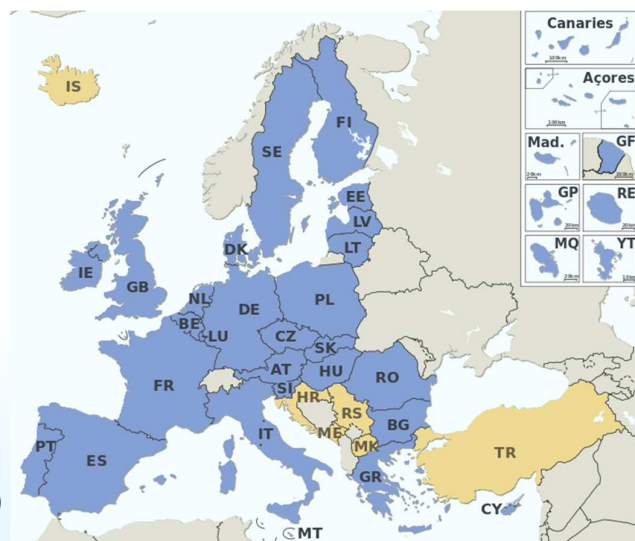 Canaries
Açores
Mad.
GF
GP
RE
MQ
YT
IS
FI
SE
EE
LV
LT
DK
IE
GB
NL
DE
PL
BE
LU
CZ
SK
FR
AT
HU
RO
SI
HR
RS
IT
ME
BG
MK
PT
ES
GR
TR
CY
MT